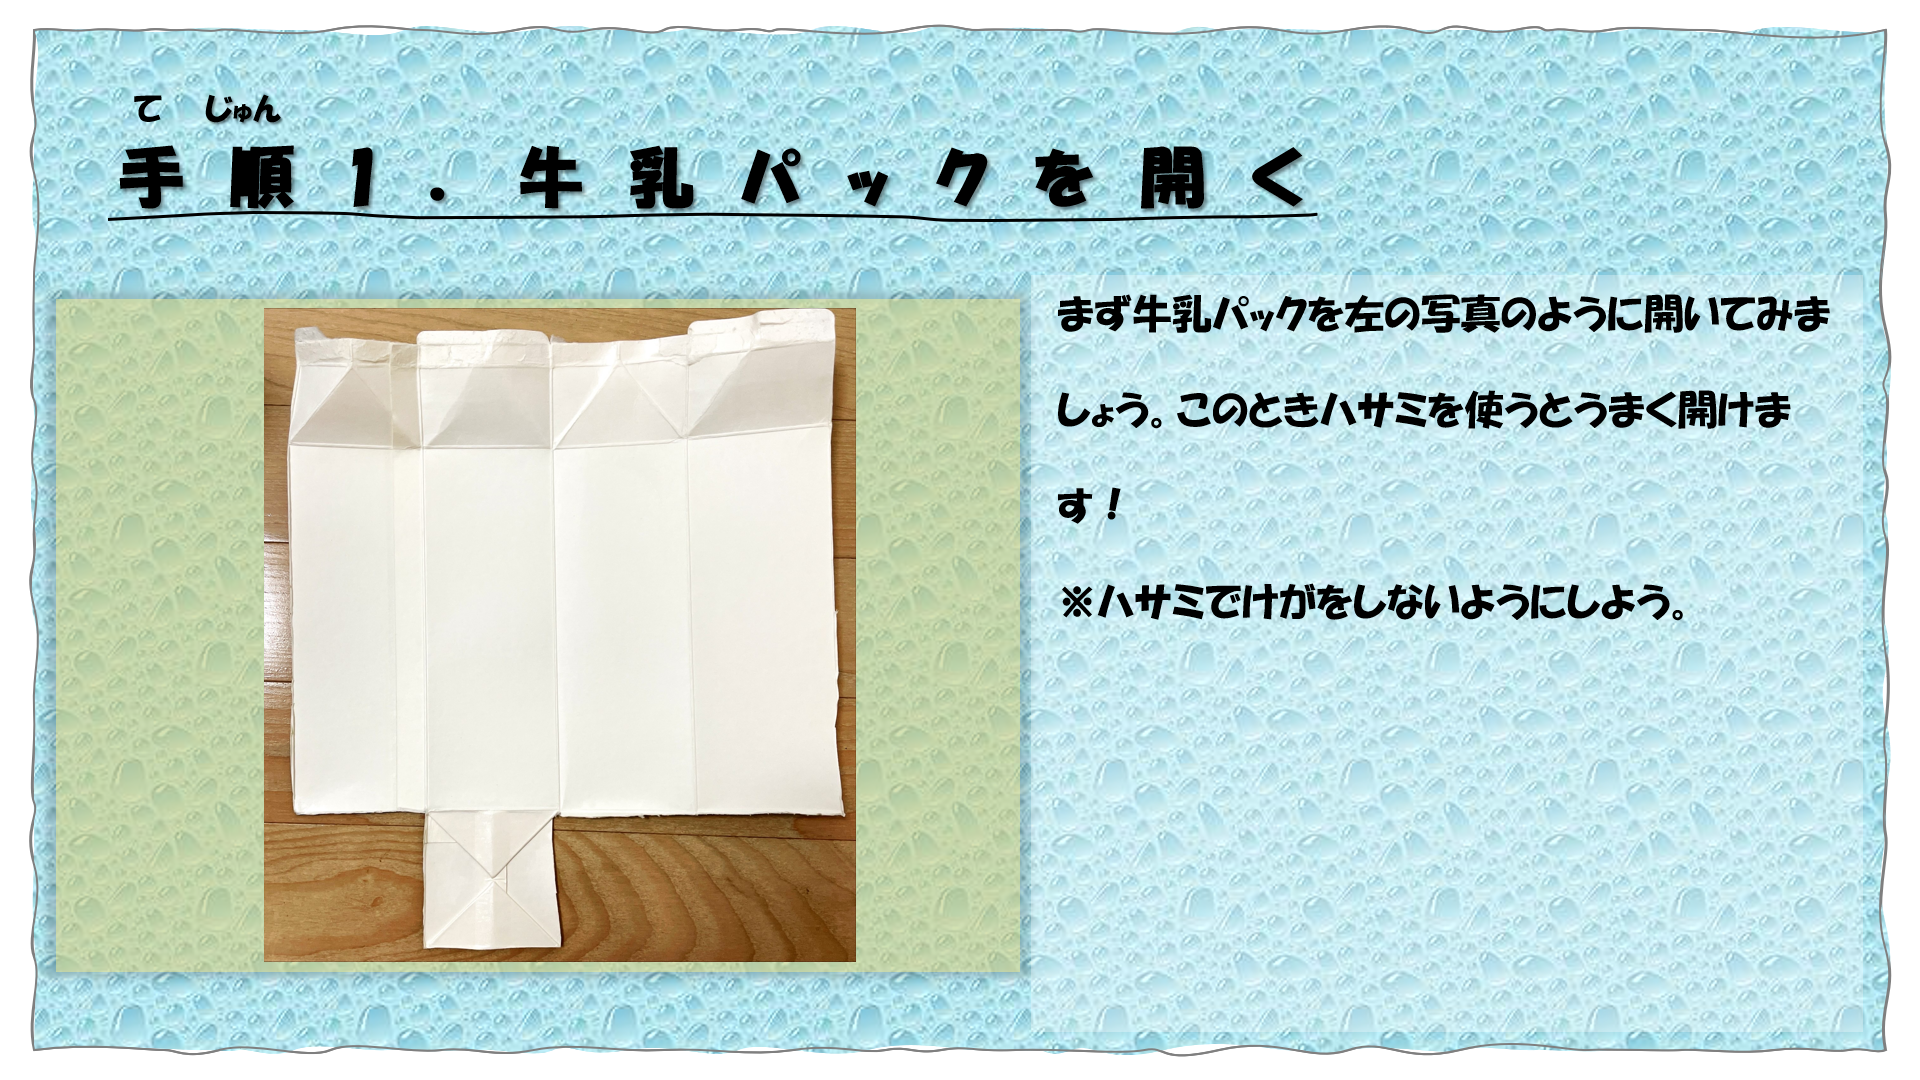 て じゅん
手順１．牛乳パックを開く
まず牛乳パックを左の写真のように開いてみま
しょう。このときハサミを使うとうまく開けま
す！
※ハサミでけがをしないようにしよう。